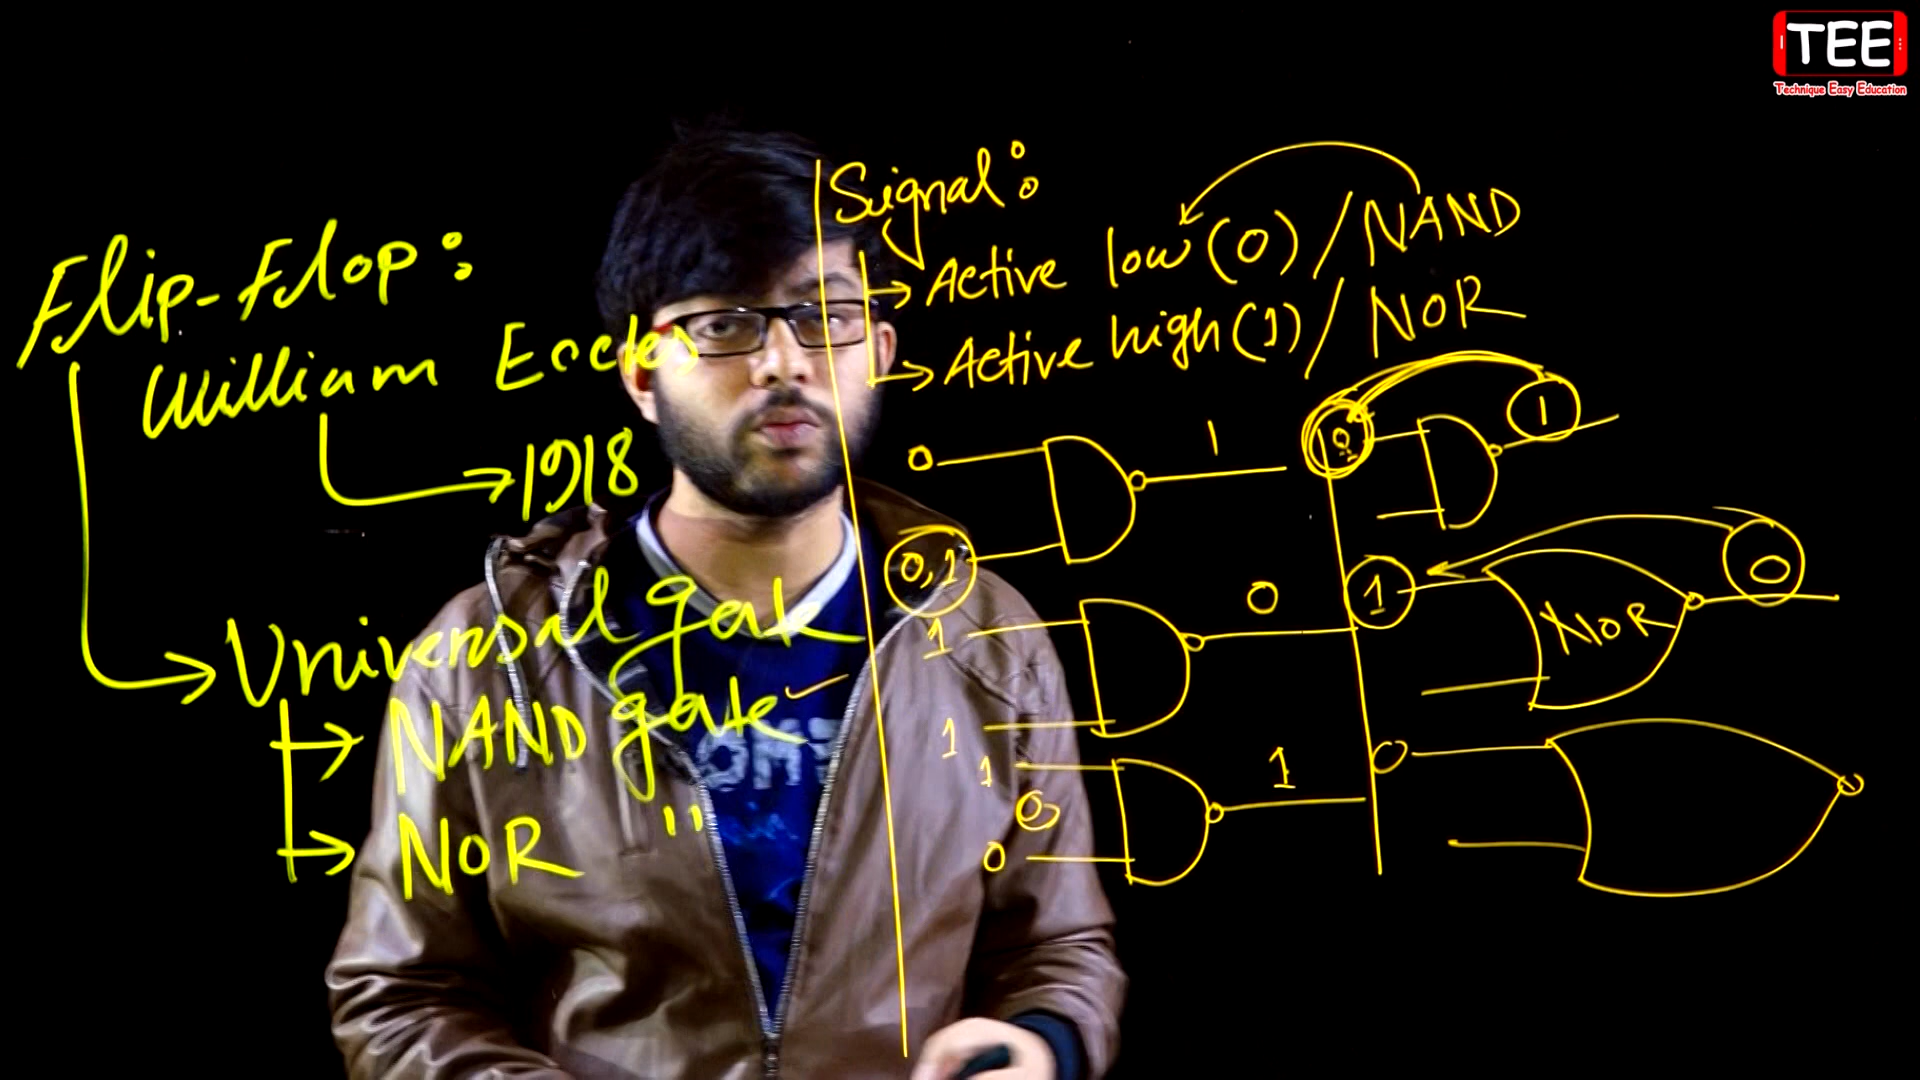 TEE
Technique Easy Education
Flip-Flop:
William Eccles
1918
Universal gate
NAND gate
NOR "
Signal:
Active low (0) / NAND
Active high (1) / NOR
0
1
0,1
1
0
1
1
1
0
0
1
1
0
NOR
0